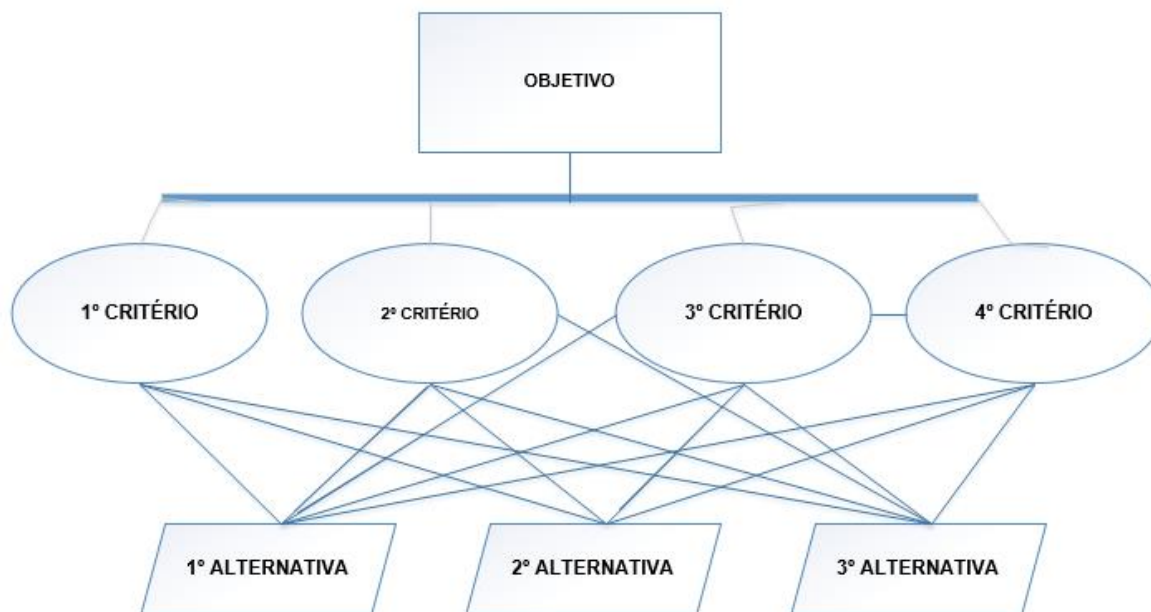 OBJETIVO
1º CRITÉRIO
2º CRITÉRIO
3º CRITÉRIO
4º CRITÉRIO
1º ALTERNATIVA
2º ALTERNATIVA
3º ALTERNATIVA